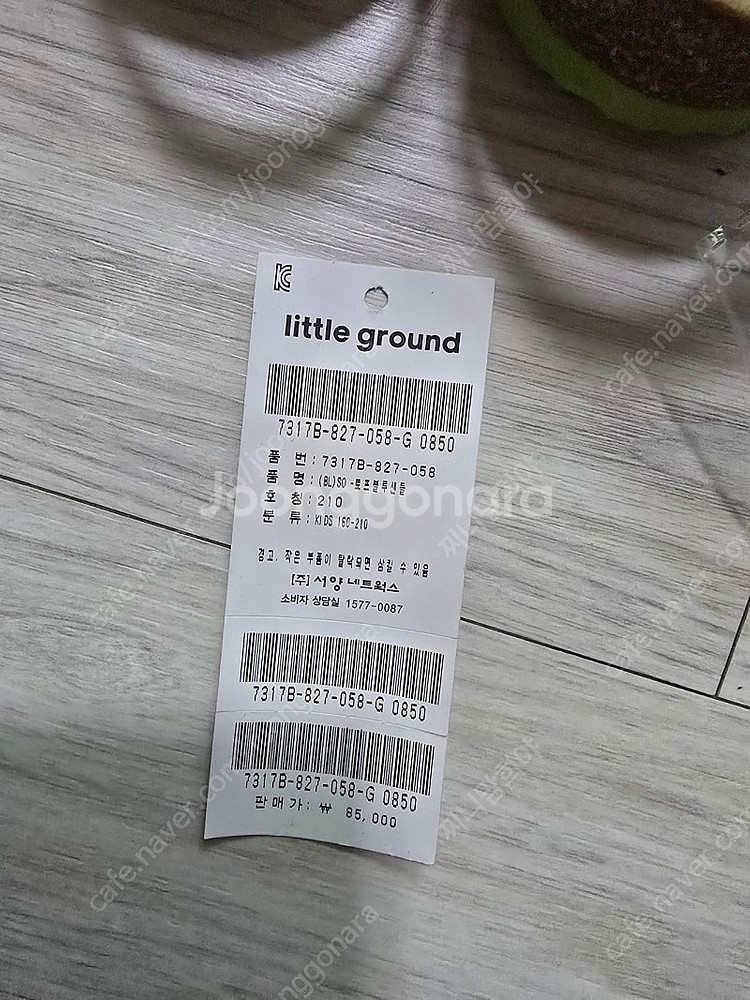 KC
little ground
7317B-827-058-G 0850
품 번 : 7317B-827-058
품 명 : (BL)SO-토프블루샌들
호 칭 : 210
분 류 : KIDS 160-210
경고. 작은 부품이 탈락되면 삼킬 수 있음
[주] 서양네트웍스
소비자 상담실 1577-0087
7317B-827-058-G 0850
7317B-827-058-G 0850
판매가 : ₩ 85,000
Joonggonara
cafe.naver.com/joonggonara